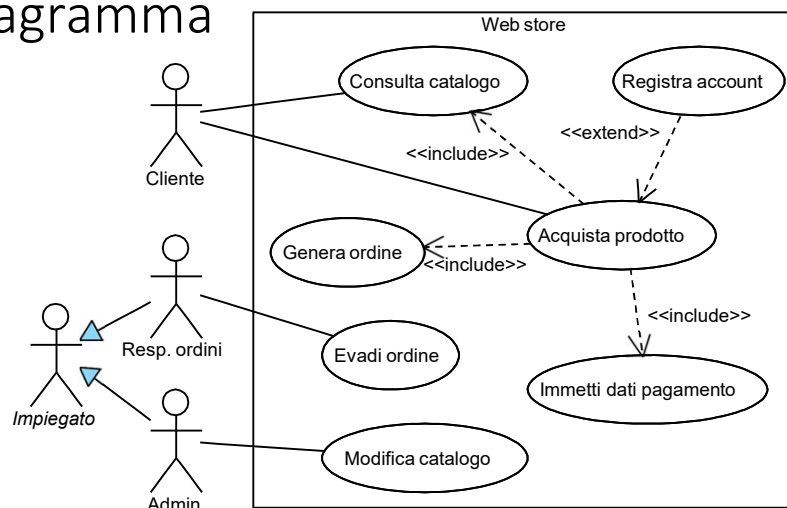 agramma
Web store
Consulta catalogo
Registra account
<<extend>>
<<include>>
Cliente
Acquista prodotto
Genera ordine
<<include>>
<<include>>
Resp. ordini
Evadi ordine
Immetti dati pagamento
Impiegato
Modifica catalogo
Admin